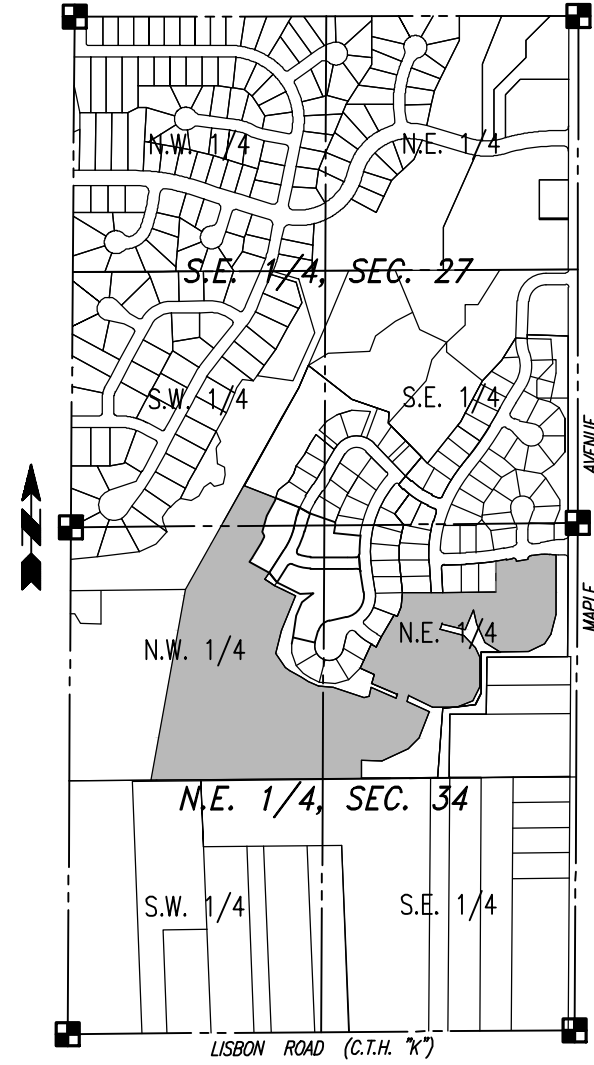 N.W. 1/4
N.E. 1/4
S.E. 1/4, SEC. 27
S.W. 1/4
S.E. 1/4
AVENUE
MAPLE
N
N.W. 1/4
N.E. 1/4
N.E. 1/4, SEC. 34
S.W. 1/4
S.E. 1/4
LISBON ROAD (C.T.H. "K")